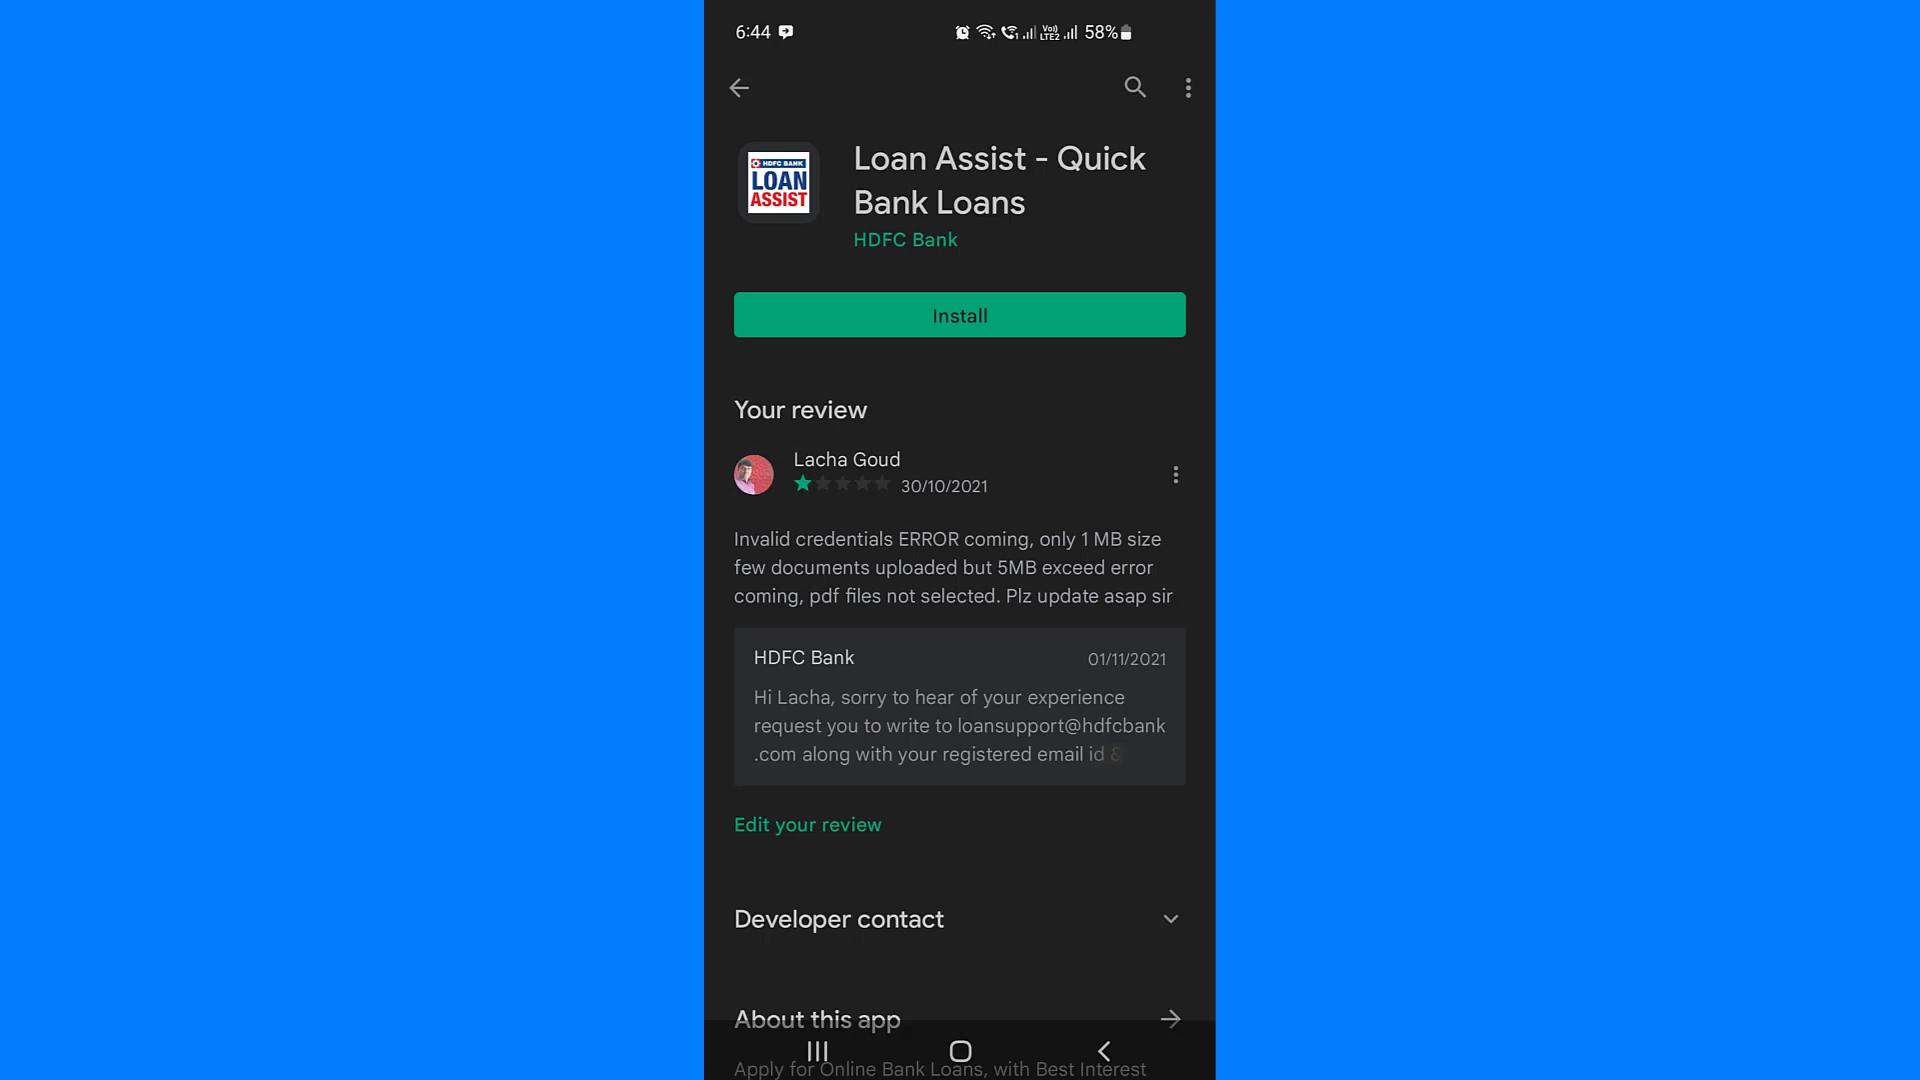 6:44
Vo)) LTE2 58%
HDFC BANK
LOAN
ASSIST
Loan Assist - Quick
Bank Loans
HDFC Bank
Install
Your review
Lacha Goud
30/10/2021
Invalid credentials ERROR coming, only 1 MB size
few documents uploaded but 5MB exceed error
coming, pdf files not selected. Plz update asap sir
HDFC Bank 01/11/2021
Hi Lacha, sorry to hear of your experience
request you to write to loansupport@hdfcbank
.com along with your registered email id &
Edit your review
Developer contact
About this app
Apply for Online Bank Loans, with Best Interest